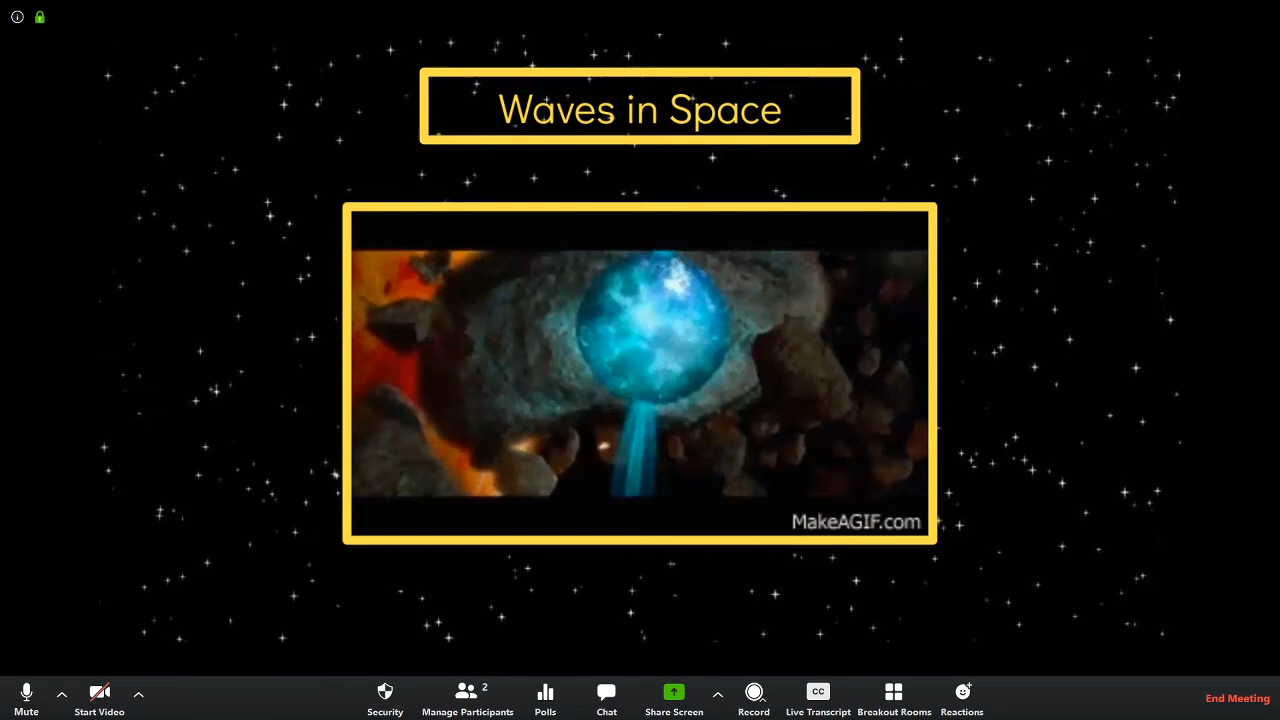 Waves in Space
MakeAGIF.com
2
CC
Mute
Start Video
Security
Manage Participants
Polls
Chat
Share Screen
Record
Live Transcript
Breakout Rooms
Reactions
End Meeting